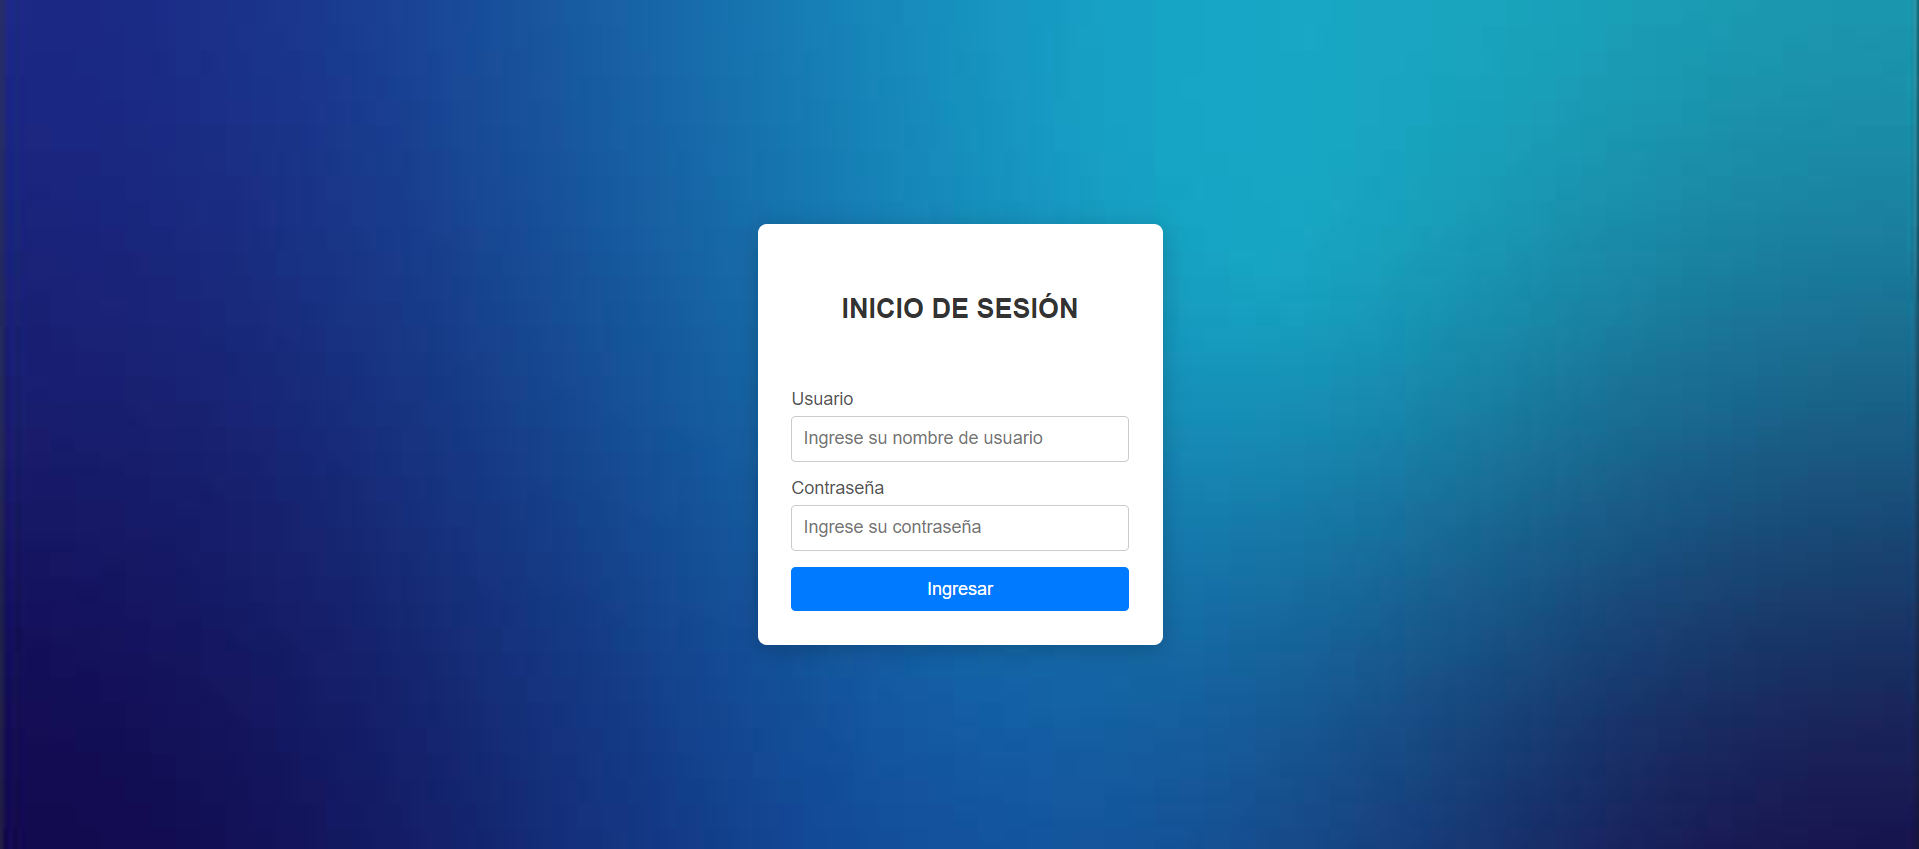 INICIO DE SESIÓN
Usuario
Ingrese su nombre de usuario
Contraseña
Ingrese su contraseña
Ingresar